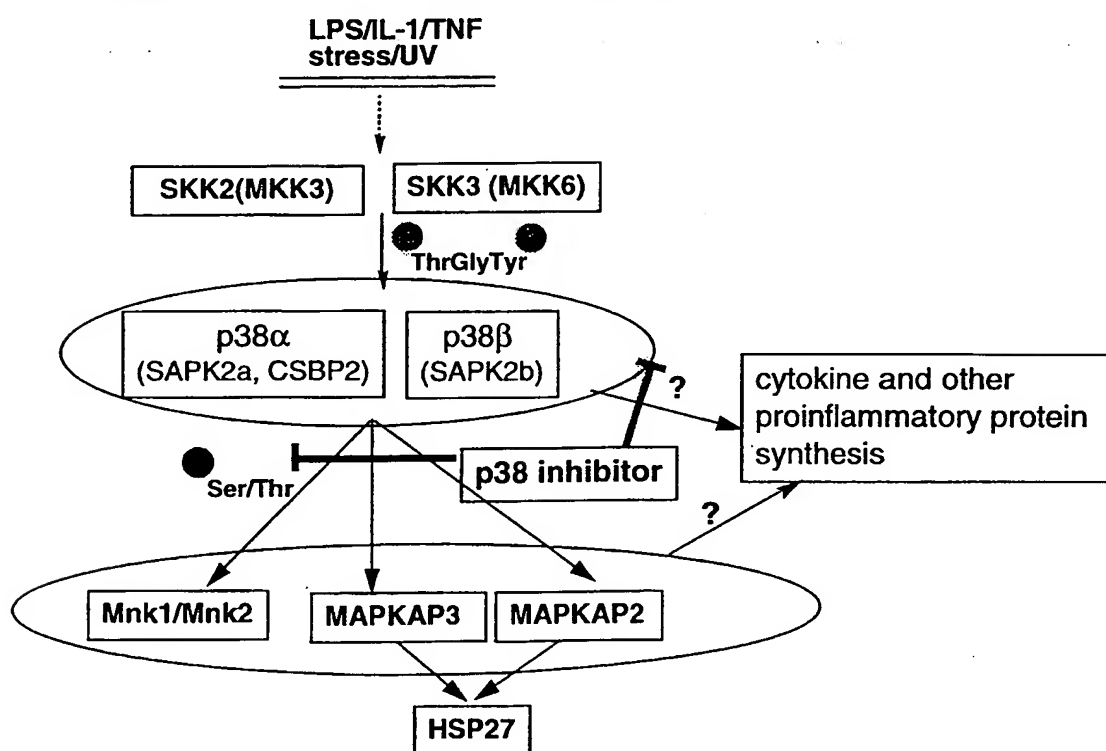 LPS/IL-1/TNF
stress/UV
SKK2(MKK3)
SKK3 (MKK6)
ThrGlyTyr
p38α
(SAPK2a, CSBP2)
p38β
(SAPK2b)
?
cytokine and other
proinflammatory protein
synthesis
p38 inhibitor
Ser/Thr
?
Mnk1/Mnk2
MAPKAP3
MAPKAP2
HSP27